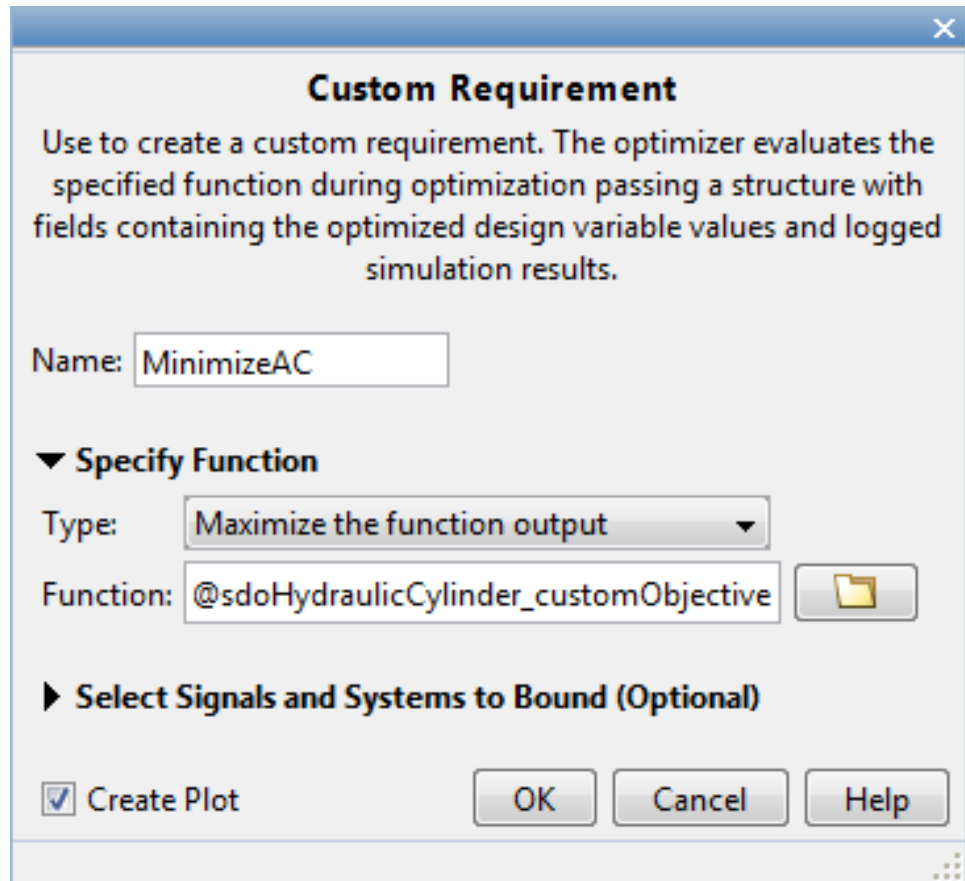 Custom Requirement
Use to create a custom requirement. The optimizer evaluates the
specified function during optimization passing a structure with
fields containing the optimized design variable values and logged
simulation results.
Name: MinimizeAC
Specify Function
Type: Maximize the function output
Function: @sdoHydraulicCylinder_customObjective
Select Signals and Systems to Bound (Optional)
Create Plot OK Cancel Help